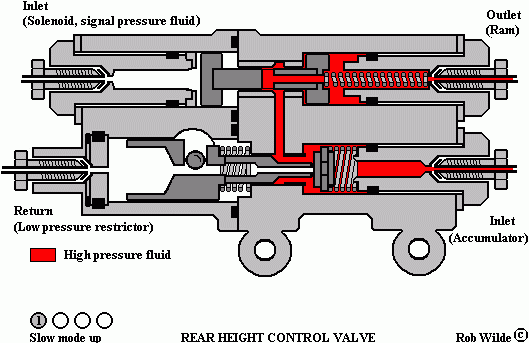 Inlet
(Solenoid, signal pressure fluid)
Outlet
(Ram)
Return
(Low pressure restrictor)
Inlet
(Accumulator)
High pressure fluid
1
Slow mode up
REAR HEIGHT CONTROL VALVE
Rob Wilde ©